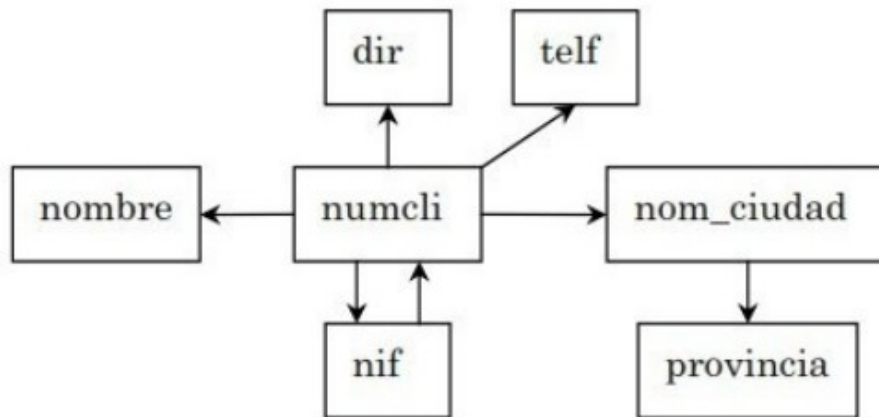 dir
telf
nombre
numcli
nom_ciudad
nif
provincia